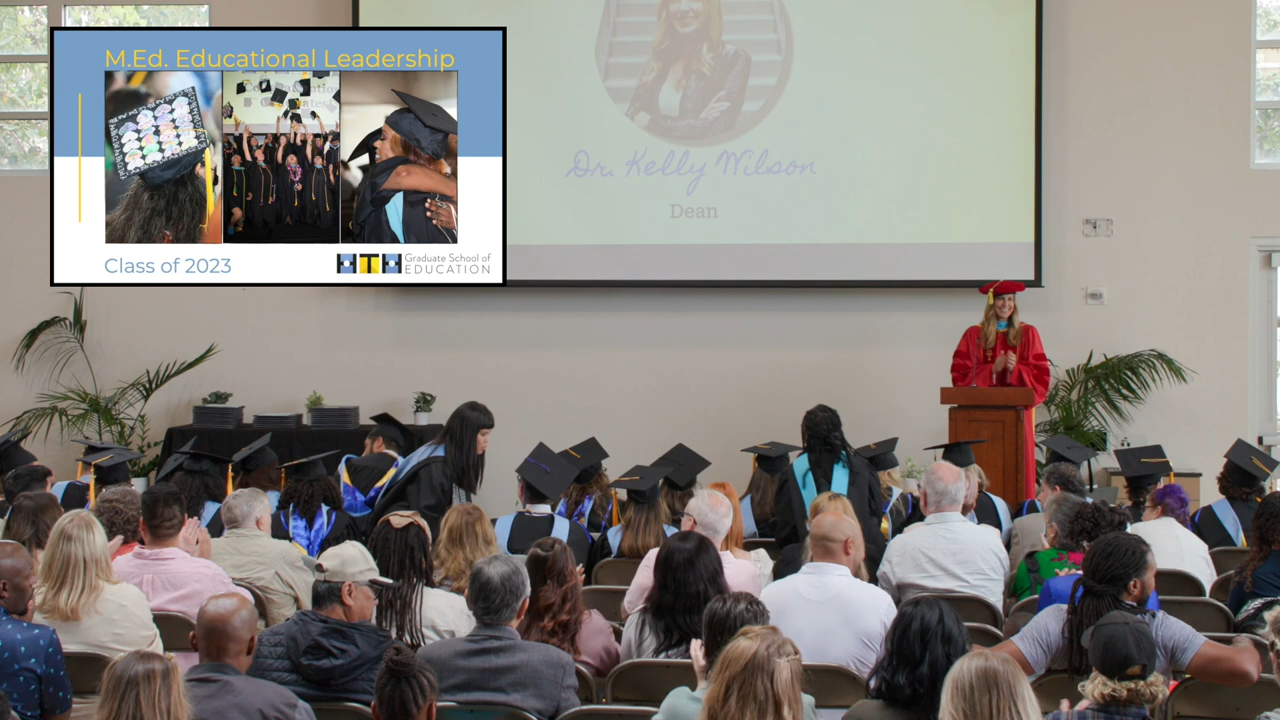 M.Ed. Educational Leadership
Class of 2023
HTH
Graduate School of
EDUCATION
Dr. Kelly Wilson
Dean